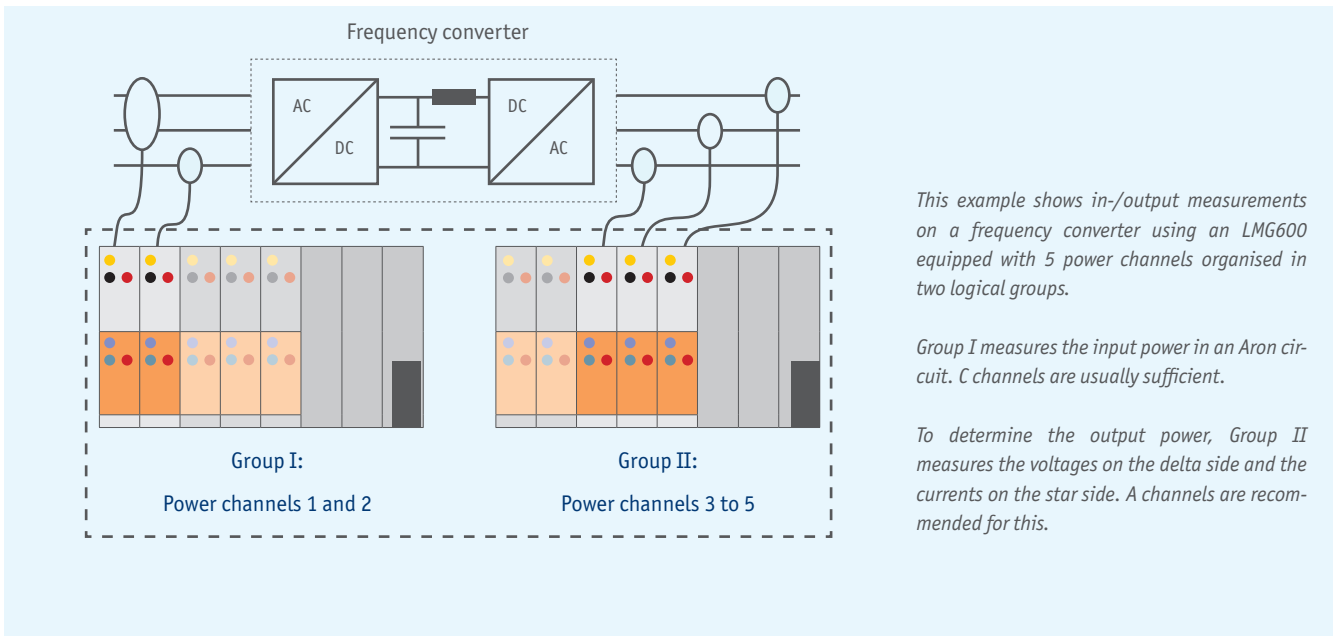 Frequency converter
AC
DC
DC
AC
This example shows in-/output measurements
on a frequency converter using an LMG600
equipped with 5 power channels organised in
two logical groups.
Group I measures the input power in an Aron cir-
cuit. C channels are usually sufficient.
To determine the output power, Group II
measures the voltages on the delta side and the
currents on the star side. A channels are recom-
mended for this.
Group I:
Power channels 1 and 2
Group II:
Power channels 3 to 5